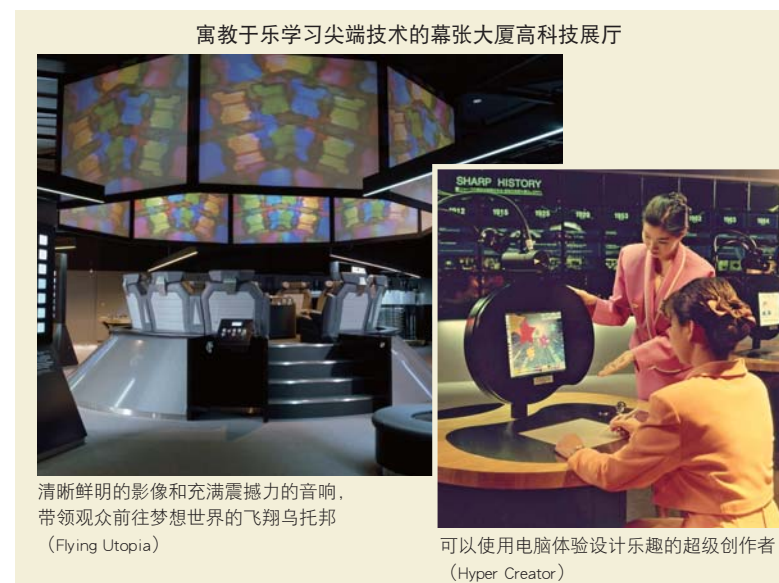 寓教于乐学习尖端技术的幕张大厦高科技展厅
SHARP HISTORY
1912
1915
1925
1953
清晰鲜明的影像和充满震撼力的音响，
带领观众前往梦想世界的飞翔乌托邦
（Flying Utopia）
可以使用电脑体验设计乐趣的超级创作者
（Hyper Creator）